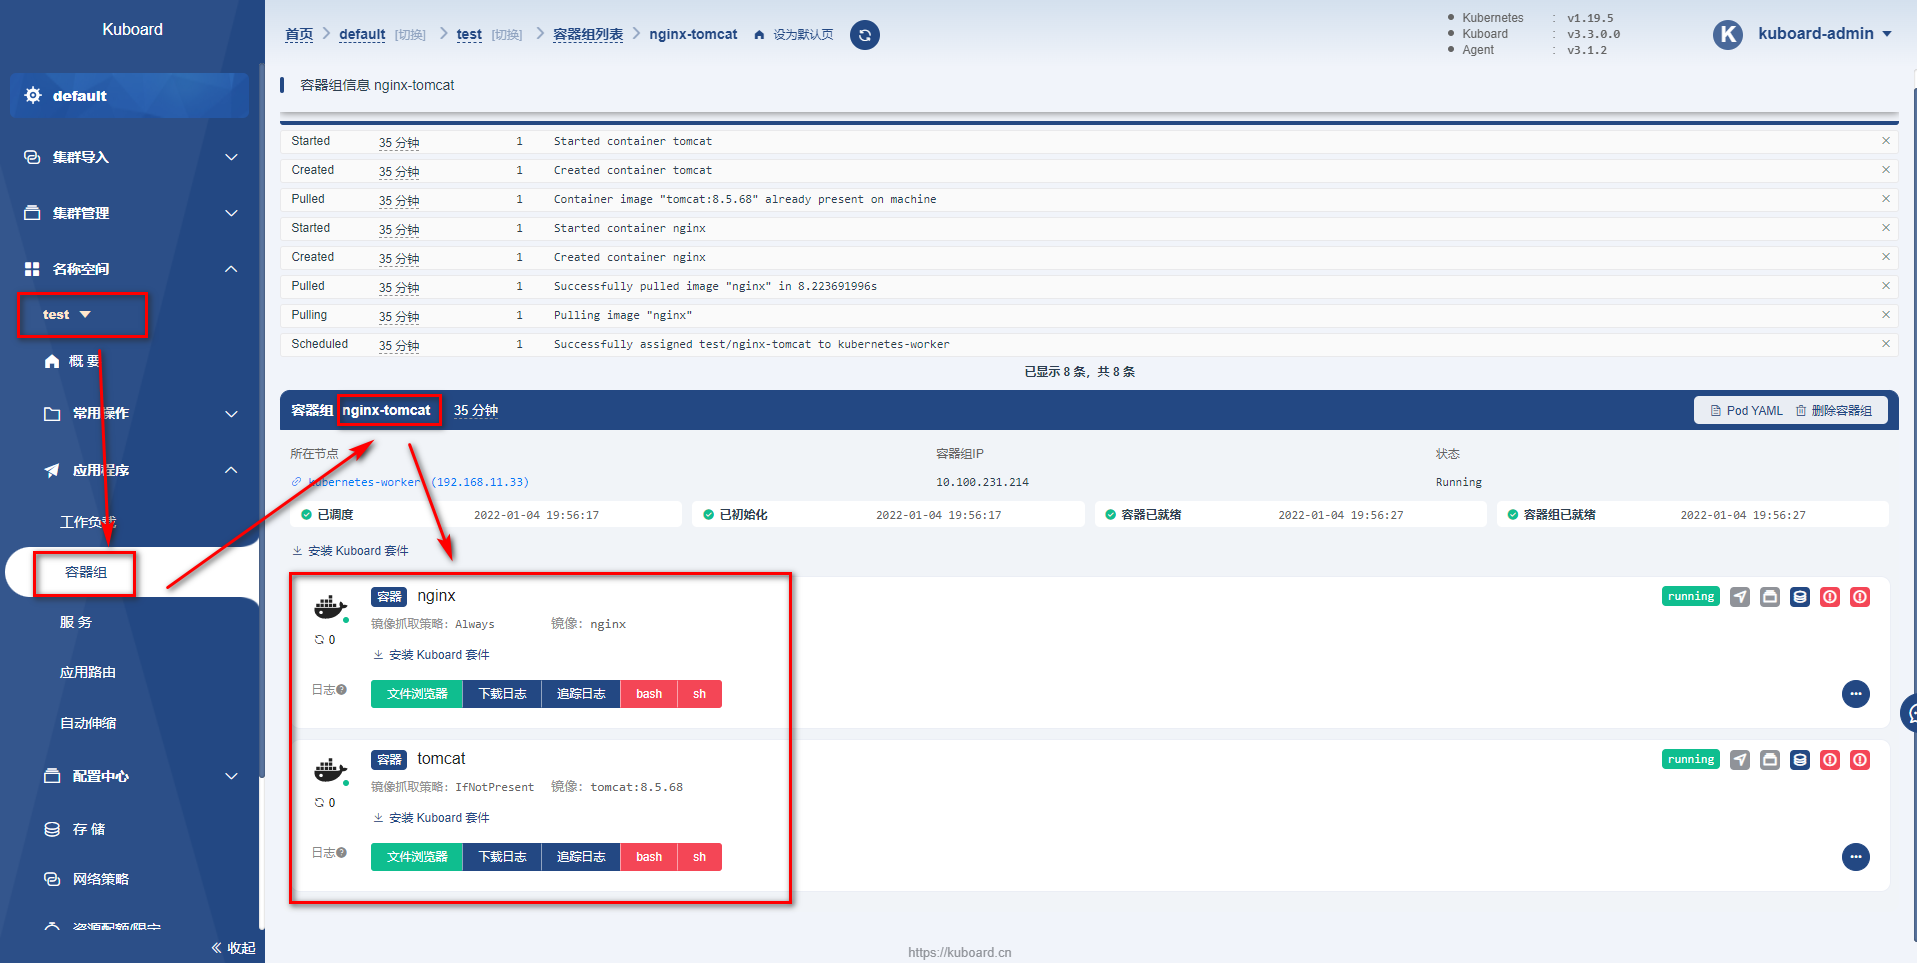 Kuboard
default
集群导入
集群管理
名称空间
test
概 要
常用操作
应用程序
工作负载
容器组
服 务
应用路由
自动伸缩
配置中心
存 储
网络策略
资源配额/限定
收起
首页 default [切换] test [切换] 容器组列表 nginx-tomcat 设为默认页
Kubernetes : v1.19.5
Kuboard : v3.3.0.0
Agent : v3.1.2
K kuboard-admin
容器组信息 nginx-tomcat
Started 35 分钟 1 Started container tomcat
Created 35 分钟 1 Created container tomcat
Pulled 35 分钟 1 Container image "tomcat:8.5.68" already present on machine
Started 35 分钟 1 Started container nginx
Created 35 分钟 1 Created container nginx
Pulled 35 分钟 1 Successfully pulled image "nginx" in 8.223691996s
Pulling 35 分钟 1 Pulling image "nginx"
Scheduled 35 分钟 1 Successfully assigned test/nginx-tomcat to kubernetes-worker
已显示 8 条，共 8 条
容器组 nginx-tomcat 35 分钟 Pod YAML 删除容器组
所在节点 容器组IP 状态
kubernetes-worker (192.168.11.33) 10.100.231.214 Running
已调度 2022-01-04 19:56:17 已初始化 2022-01-04 19:56:17 容器已就绪 2022-01-04 19:56:27 容器组已就绪 2022-01-04 19:56:27
安装 Kuboard 套件
容器 nginx running
镜像抓取策略: Always 镜像: nginx
0
安装 Kuboard 套件
日志 文件浏览器 下载日志 追踪日志 bash sh
容器 tomcat running
镜像抓取策略: IfNotPresent 镜像: tomcat:8.5.68
0
安装 Kuboard 套件
日志 文件浏览器 下载日志 追踪日志 bash sh
https://kuboard.cn